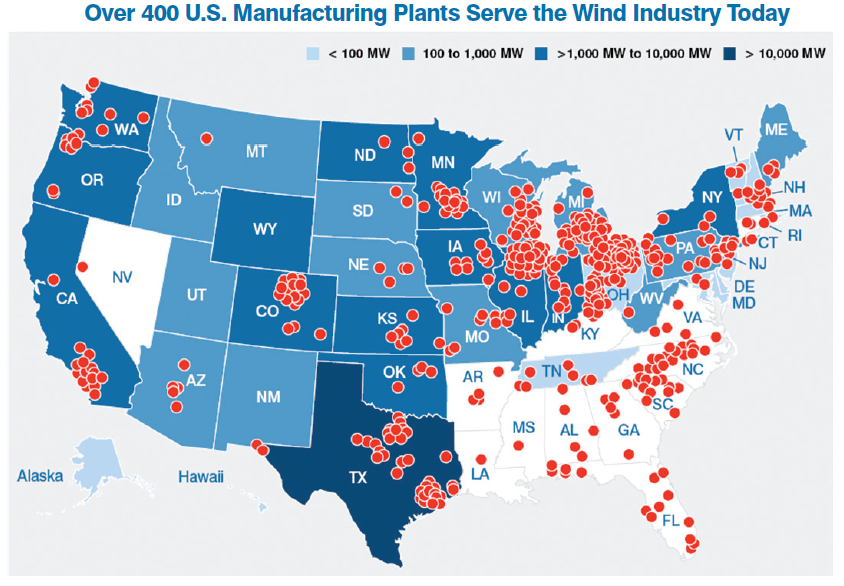 Over 400 U.S. Manufacturing Plants Serve the Wind Industry Today
< 100 MW 100 to 1,000 MW >1,000 MW to 10,000 MW > 10,000 MW
WA
MT
ND
MN
VT
ME
OR
ID
SD
WI
MI
NY
NH
MA
RI
CT
WY
IA
PA
NJ
NV
NE
UT
CA
CO
KS
MO
IL
IN
OH
WV
DE
MD
VA
KY
AZ
NM
OK
AR
TN
NC
SC
MS
AL
GA
TX
LA
FL
Alaska
Hawaii